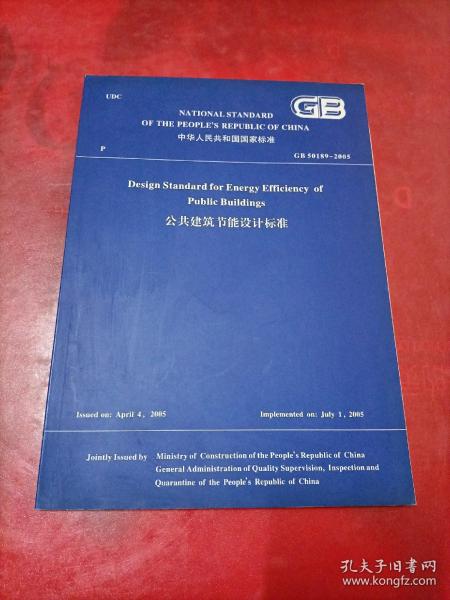 UDC
GB
NATIONAL STANDARD
OF THE PEOPLE'S REPUBLIC OF CHINA
中华人民共和国国家标准
P
GB 50189-2005
Design Standard for Energy Efficiency of
Public Buildings
公共建筑节能设计标准
Issued on: April 4, 2005
Implemented on: July 1, 2005
Jointly Issued by Ministry of Construction of the People's Republic of China
General Administration of Quality Supervision, Inspection and
Quarantine of the People's Republic of China
孔夫子旧书网
www.kongfz.com